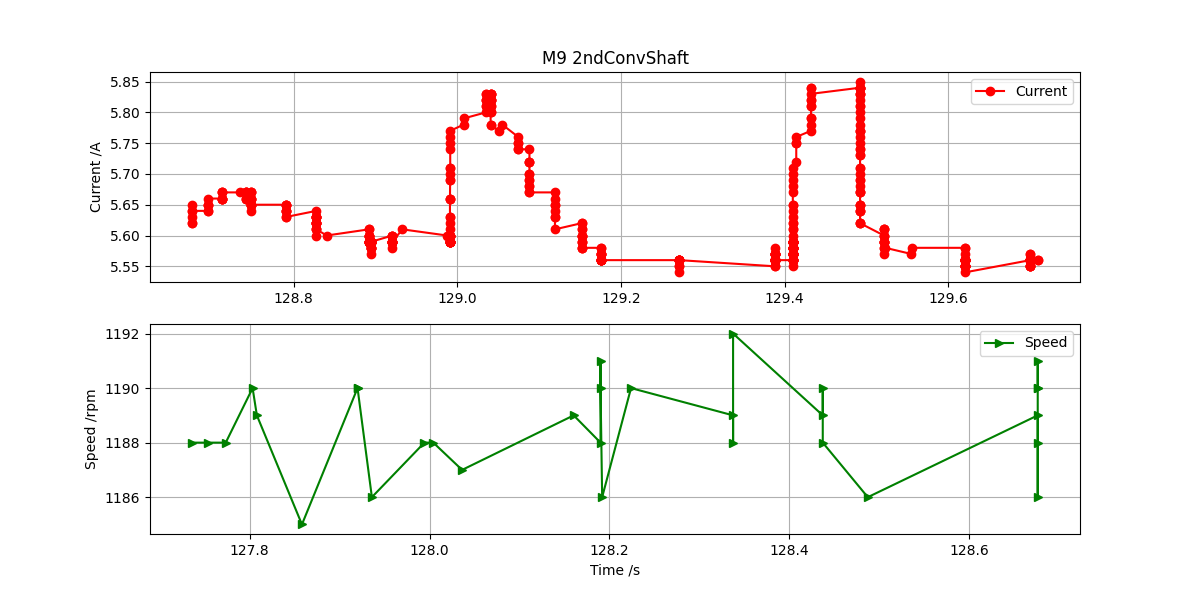 M9 2ndConvShaft
5.85
5.80
5.75
5.70
5.65
5.60
5.55
Current /A
Current
128.8 129.0 129.2 129.4 129.6
1192
1190
1188
1186
Speed /rpm
Speed
127.8 128.0 128.2 128.4 128.6
Time /s